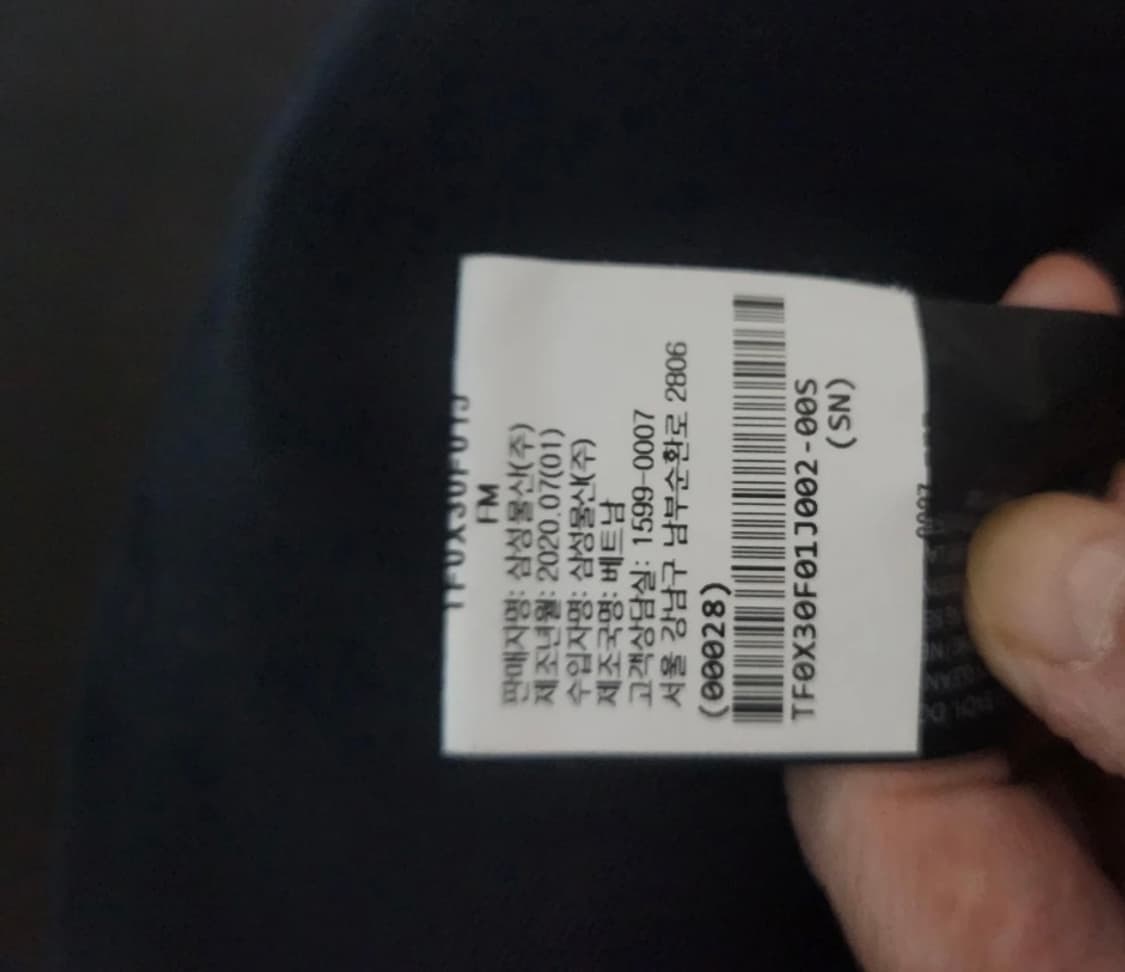 FM
판매자명: 삼성물산(주)
제조년월: 2020.07(01)
수입자명: 삼성물산(주)
제조국명: 베트남
고객상담실: 1599-0007
서울 강남구 남부순환로 2806
(00028)
TF0X30F01J002-00S
(SN)